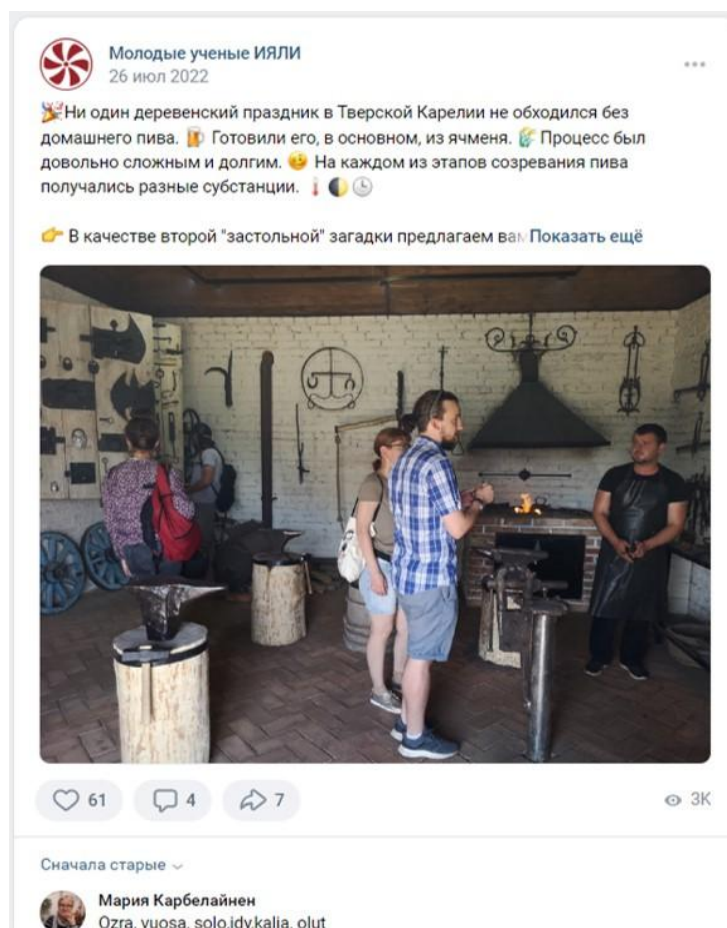 Молодые ученые ИЯЛИ
26 июл 2022
🎉Ни один деревенский праздник в Тверской Карелии не обходился без
домашнего пива. 🍺 Готовили его, в основном, из ячменя. 🌾 Процесс был
довольно сложным и долгим. 🥴 На каждом из этапов созревания пива
получались разные субстанции. 🌡🌓🕒
👉 В качестве второй "застольной" загадки предлагаем вам Показать ещё
61 4 7 3K
Сначала старые
Мария Карбелайнен
Ozra, vuosa, solo,idv,kalja, olut